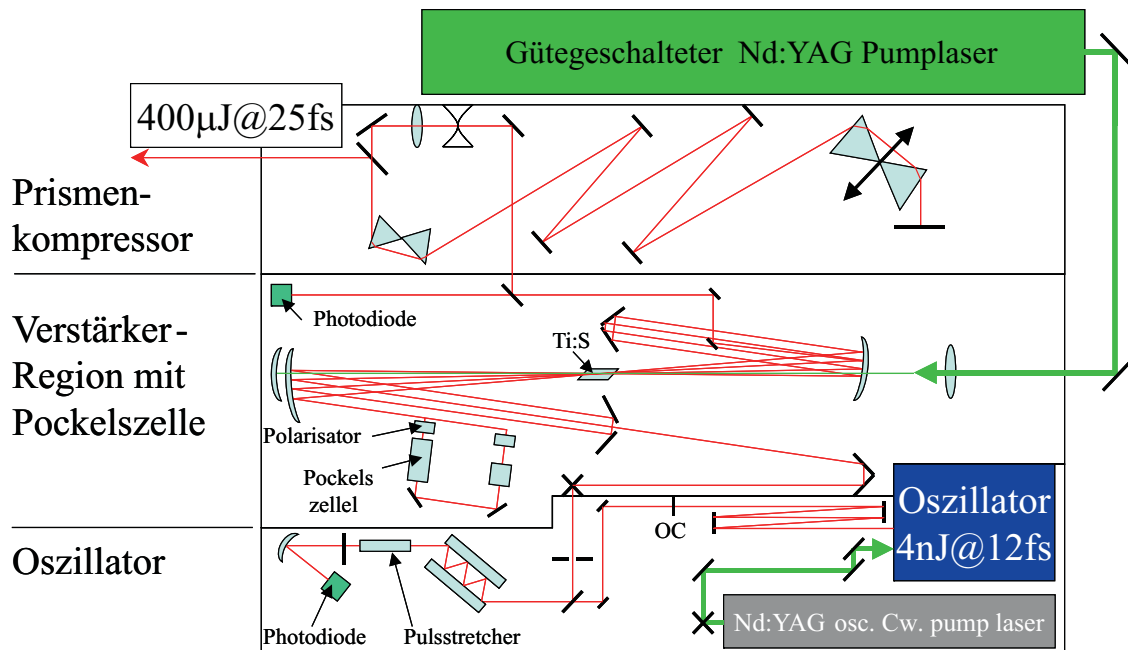 Gütegeschalteter Nd:YAG Pumplaser
400µJ@25fs
Prismen-
kompressor
Photodiode
Ti:S
Verstärker-
Region mit
Pockelszelle
Polarisator
Pockels
zellel
Oszillator
4nJ@12fs
OC
Oszillator
Photodiode
Pulsstretcher
Nd:YAG osc. Cw. pump laser